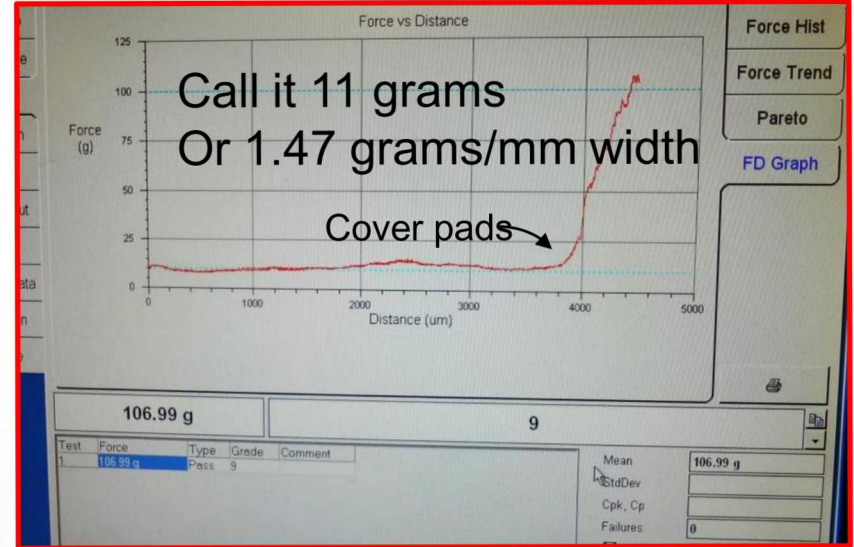 Force vs Distance
Call it 11 grams
Or 1.47 grams/mm width
Cover pads
Force
(g)
125
100
75
50
25
0
0 1000 2000 3000 4000 5000
Distance (um)
Force Hist
Force Trend
Pareto
FD Graph
106.99 g
9
Test Force Type Grade Comment
1 106.99 g Pass 9
Mean 106.99 g
StdDev
Cpk, Cp
Failures 0